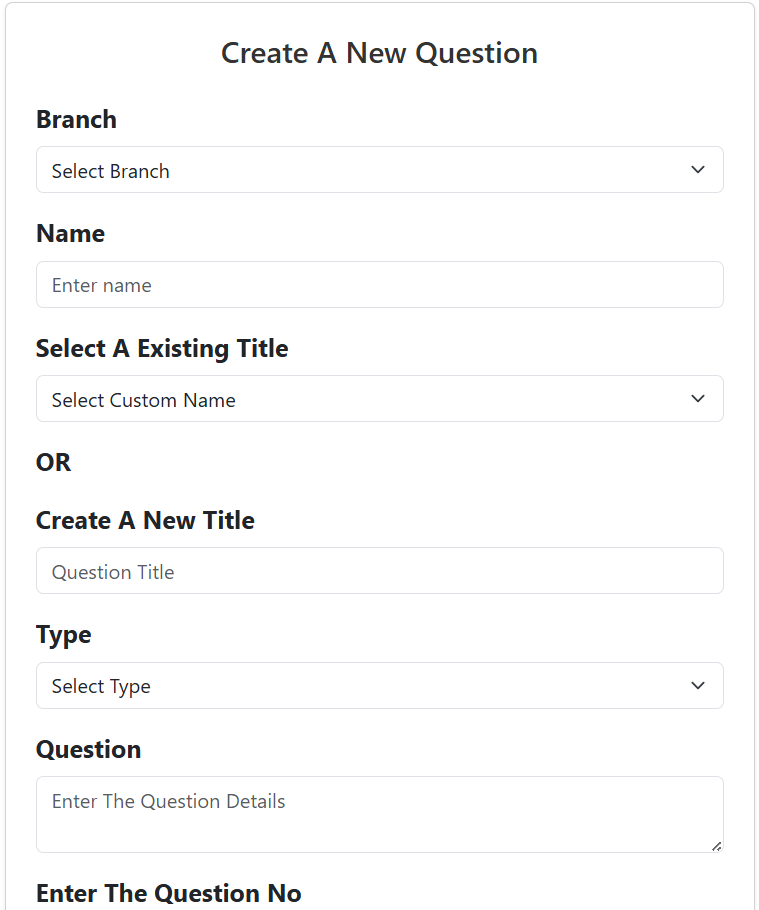 Create A New Question
Branch
Select Branch
Name
Enter name
Select A Existing Title
Select Custom Name
OR
Create A New Title
Question Title
Type
Select Type
Question
Enter The Question Details
Enter The Question No